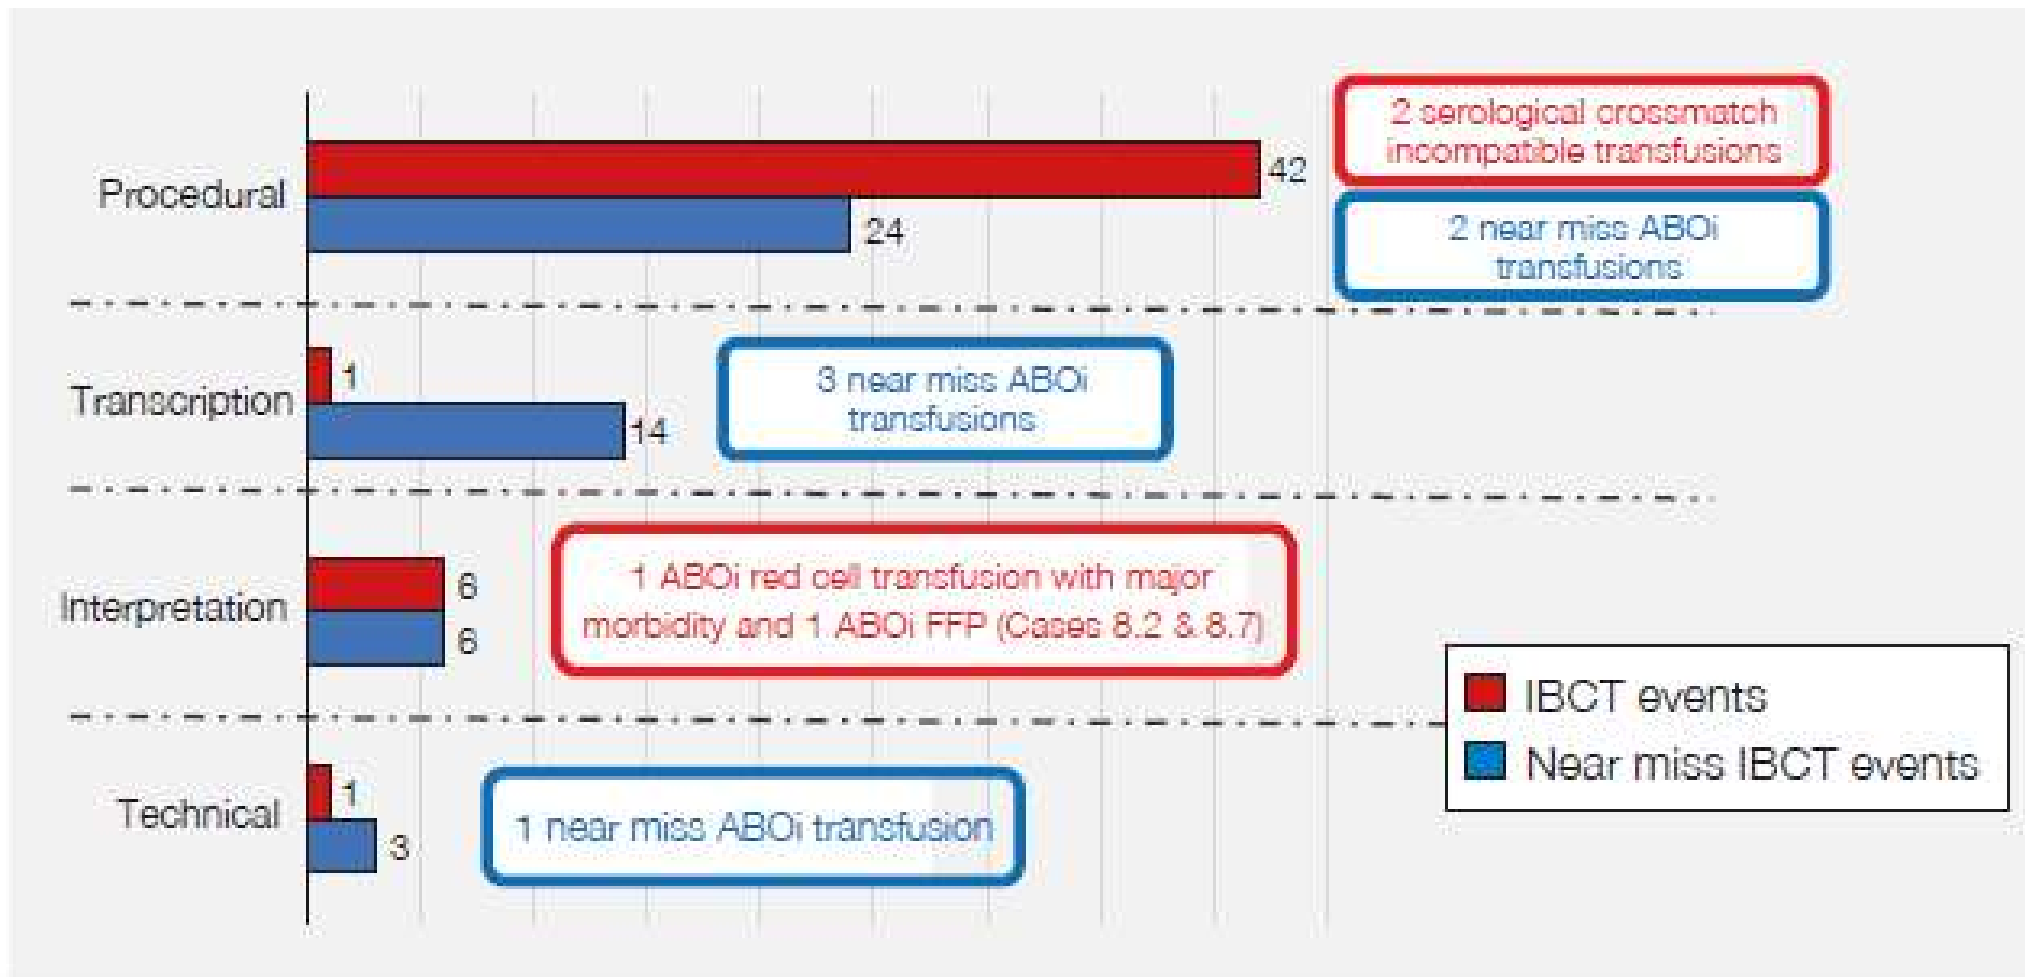 Procedural
42
24
2 serological crossmatch
incompatible transfusions
2 near miss ABOi
transfusions
Transcription
1
14
3 near miss ABOi
transfusions
Interpretation
6
6
1 ABOi red cell transfusion with major
morbidity and 1 ABOi FFP (Cases 8.2 & 8.7)
Technical
1
3
1 near miss ABOi transfusion
IBCT events
Near miss IBCT events